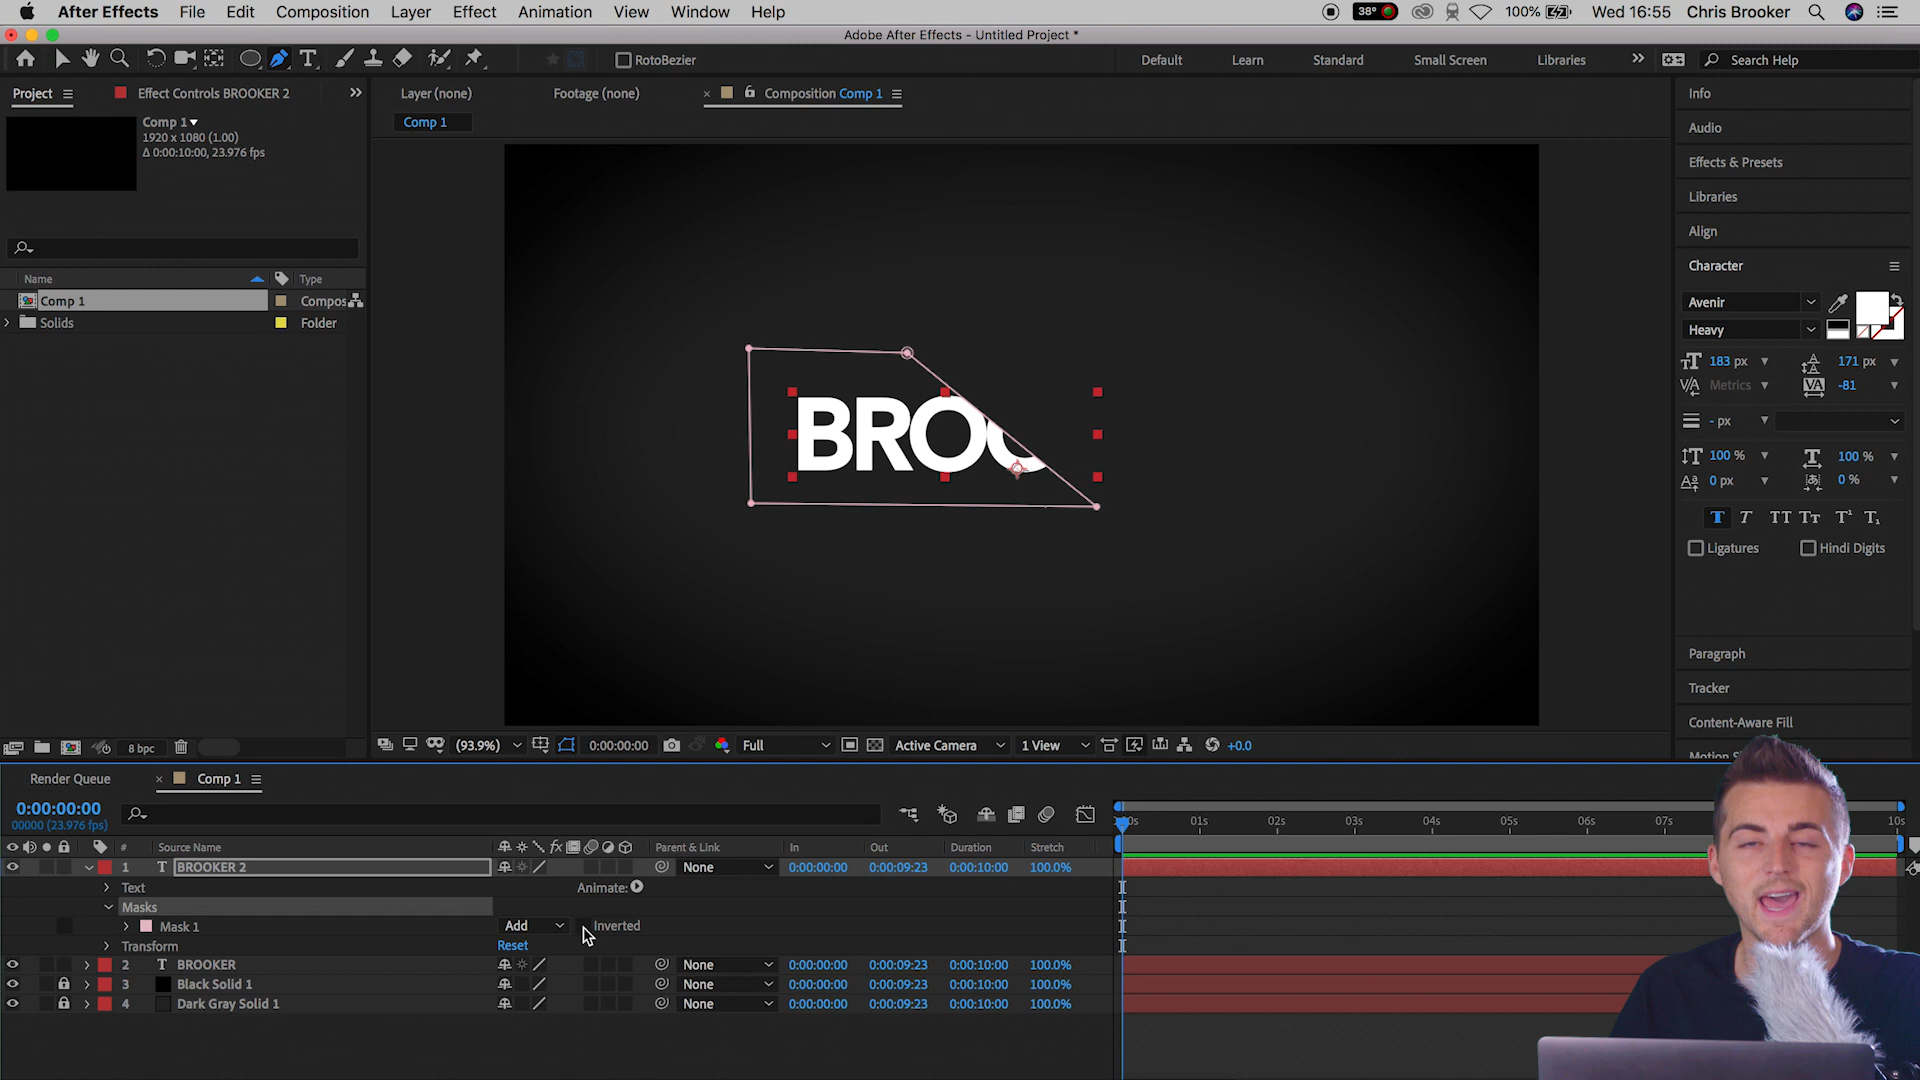 After Effects File Edit Composition Layer Effect Animation View Window Help 38° 100% Wed 16:55 Chris Brooker
Adobe After Effects - Untitled Project *
RotoBezier Default Learn Standard Small Screen Libraries Search Help
Project Effect Controls BROOKER 2 Layer (none) Footage (none) Composition Comp 1
Comp 1
Comp 1
1920 x 1080 (1.00)
Δ 0:00:10:00, 23.976 fps
Name Type
Comp 1 Compos
Solids Folder
BROO
Info
Audio
Effects & Presets
Libraries
Align
Character
Avenir
Heavy
183 px 171 px
Metrics -81
- px
100 % 100 %
0 px 0 %
T T TT Tt T¹ T₁
Ligatures Hindi Digits
Paragraph
Tracker
Content-Aware Fill
8 bpc (93.9%) 0:00:00:00 Full Active Camera 1 View +0.0
Render Queue Comp 1
0:00:00:00
00000 (23.976 fps)
01s 02s 03s 04s 05s 06s 07s 10s
# Source Name Parent & Link In Out Duration Stretch
1 T BROOKER 2 None 0:00:00:00 0:00:09:23 0:00:10:00 100.0%
Text Animate:
Masks
Mask 1 Add Inverted
Transform Reset
2 T BROOKER None 0:00:00:00 0:00:09:23 0:00:10:00 100.0%
3 Black Solid 1 None 0:00:00:00 0:00:09:23 0:00:10:00 100.0%
4 Dark Gray Solid 1 None 0:00:00:00 0:00:09:23 0:00:10:00 100.0%